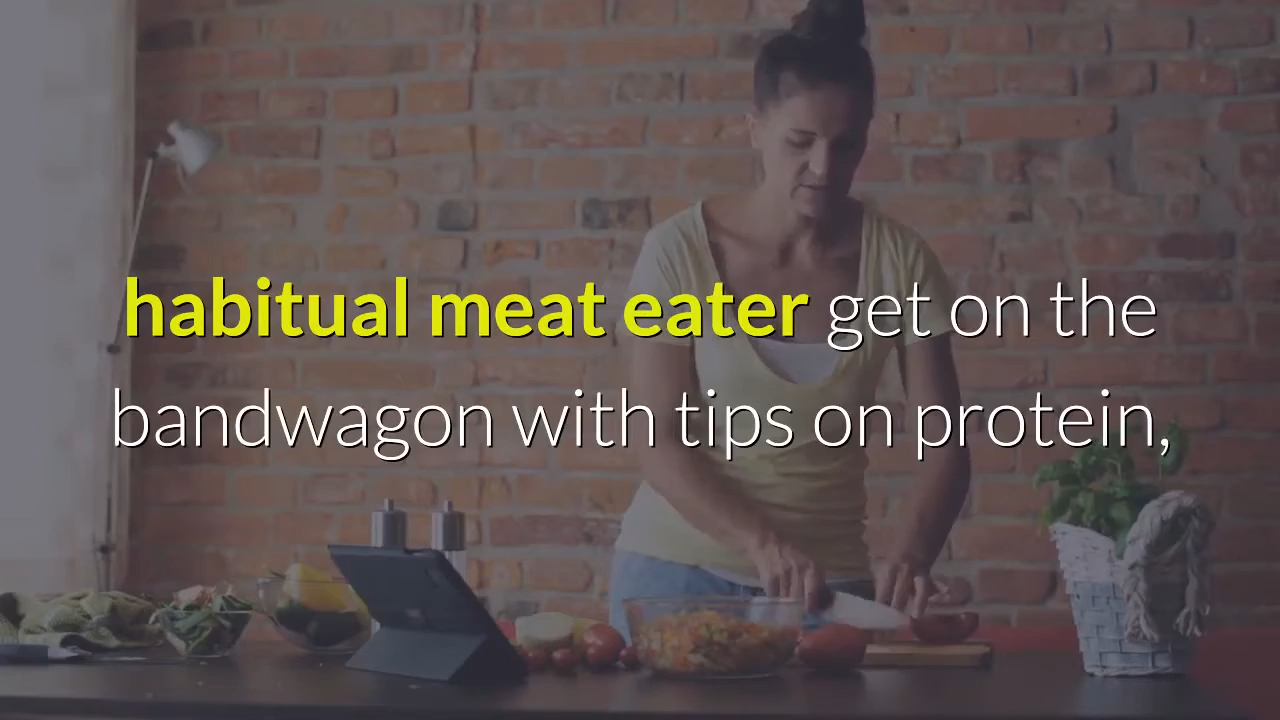 habitual meat eater get on the
bandwagon with tips on protein,